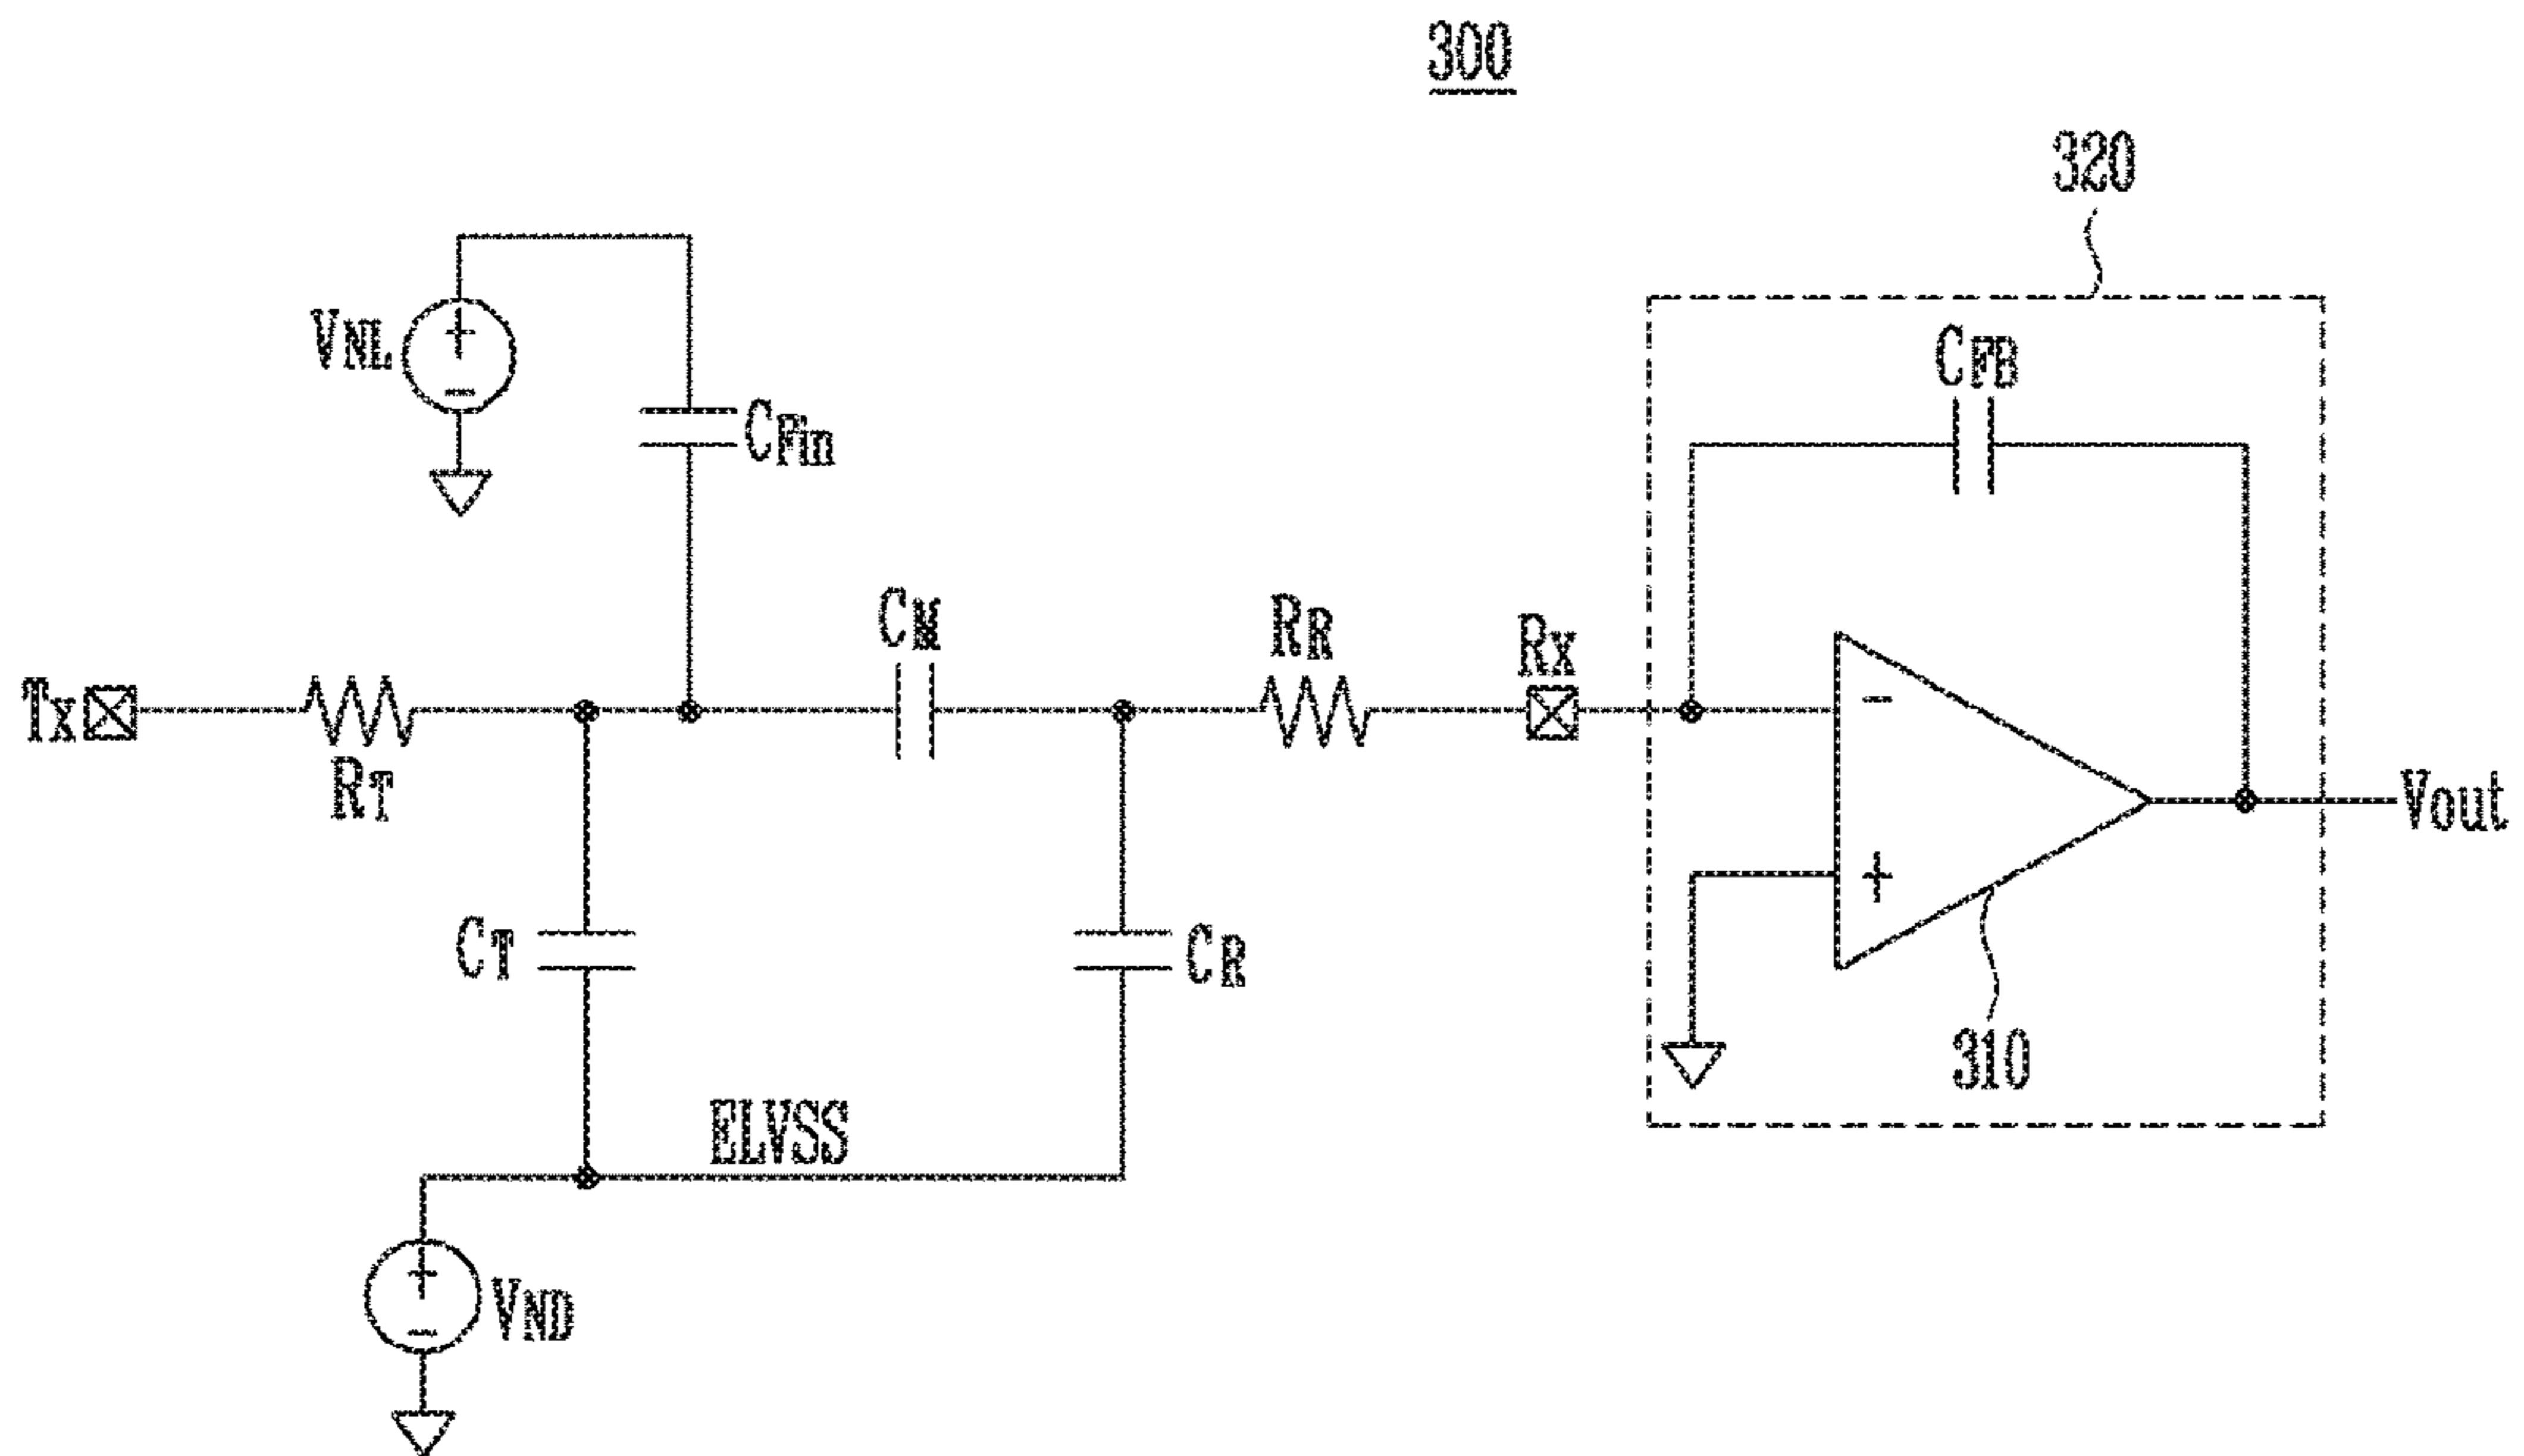 300
320
VNL
CFB
CFin
CM
RR
Rx
Tx
RT
Vout
CT
CR
310
ELVSS
VND